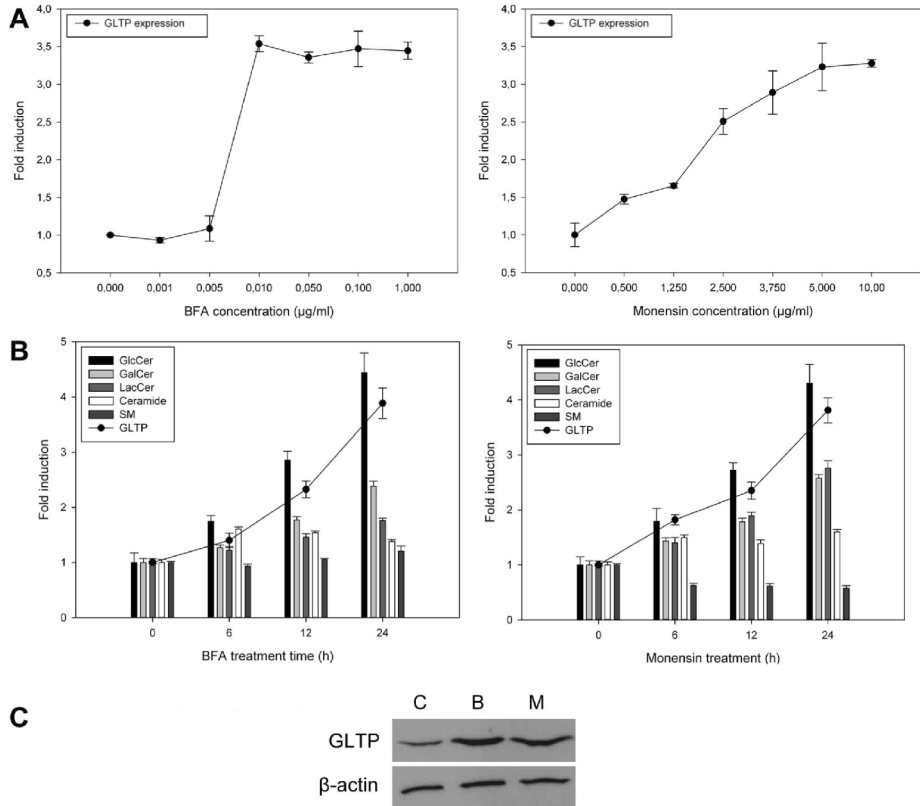 A
GLTP expression
4,0
3,5
3,0
2,5
2,0
1,5
1,0
0,5
Fold induction
0,000 0,001 0,005 0,010 0,050 0,100 1,000
BFA concentration (µg/ml)
GLTP expression
4,0
3,5
3,0
2,5
2,0
1,5
1,0
0,5
Fold induction
0,000 0,500 1,250 2,500 3,750 5,000 10,00
Monensin concentration (µg/ml)
B
GlcCer
GalCer
LacCer
Ceramide
SM
GLTP
5
4
3
2
1
0
Fold induction
0 6 12 24
BFA treatment time (h)
GlcCer
GalCer
LacCer
Ceramide
SM
GLTP
5
4
3
2
1
0
Fold induction
0 6 12 24
Monensin treatment (h)
C
C B M
GLTP
β-actin